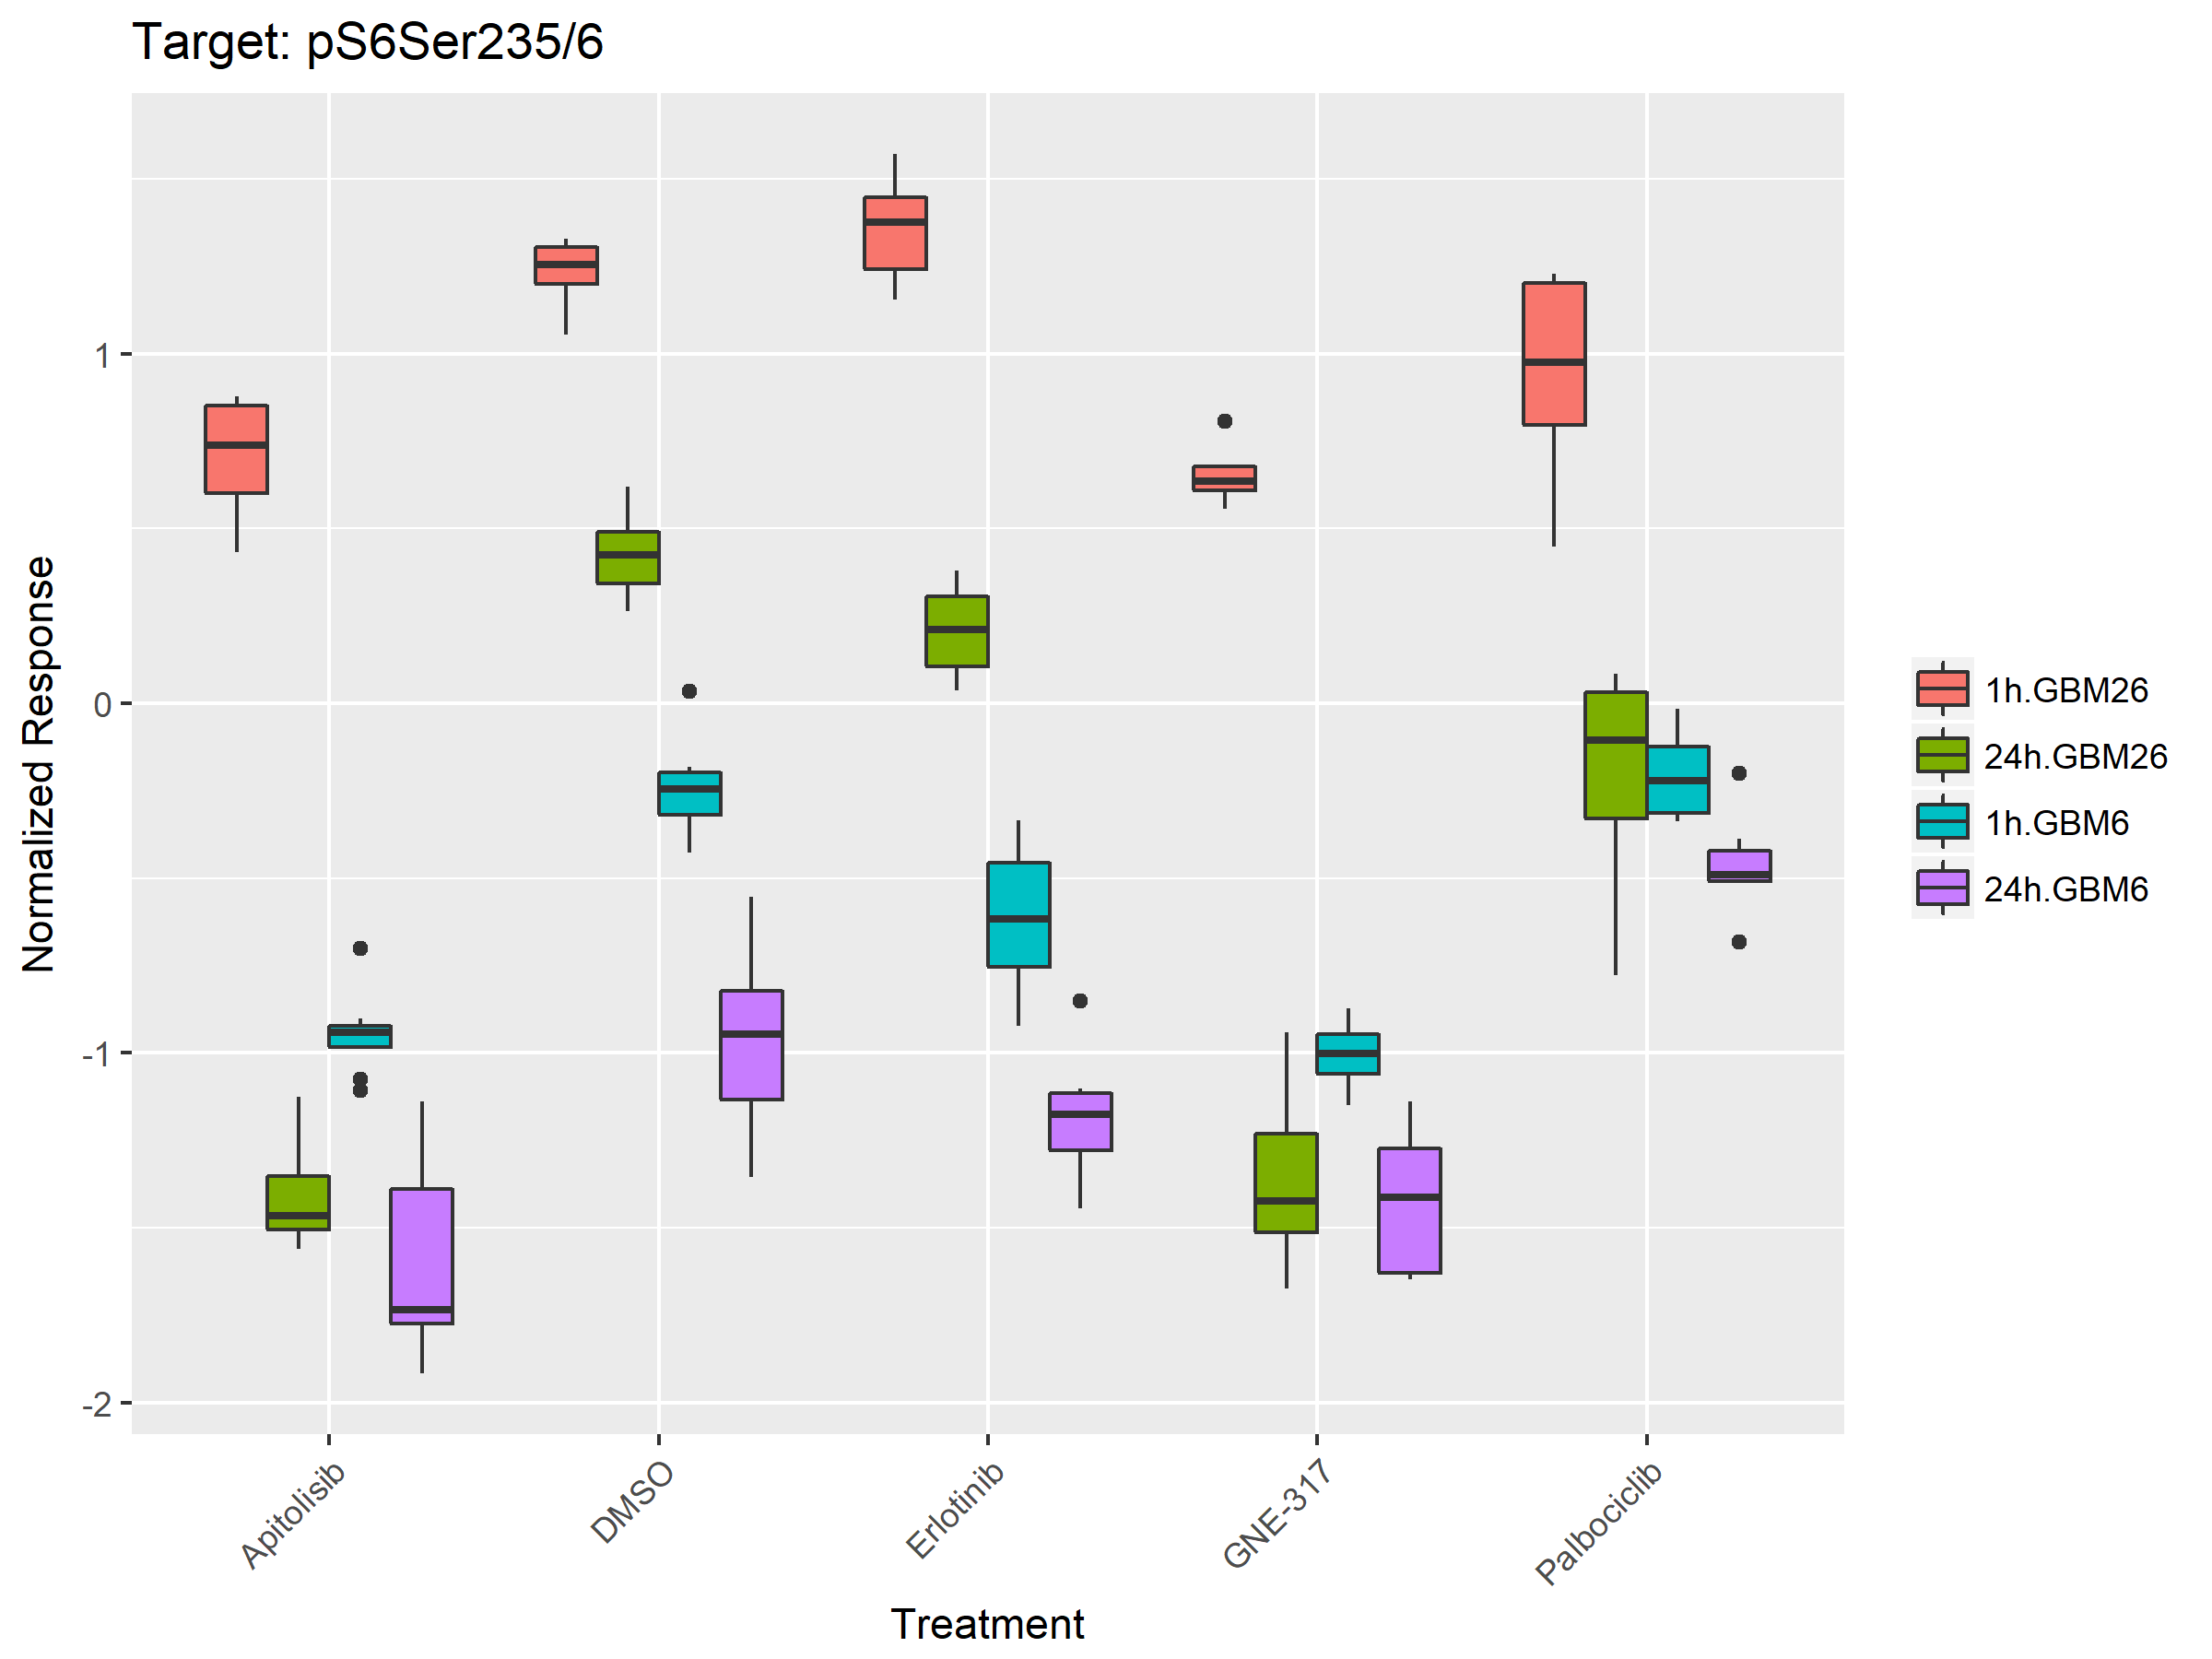 Target: pS6Ser235/6
Normalized Response
1
0
-1
-2
Apitolisib
DMSO
Erlotinib
GNE-317
Palbociclib
Treatment
1h.GBM26
24h.GBM26
1h.GBM6
24h.GBM6